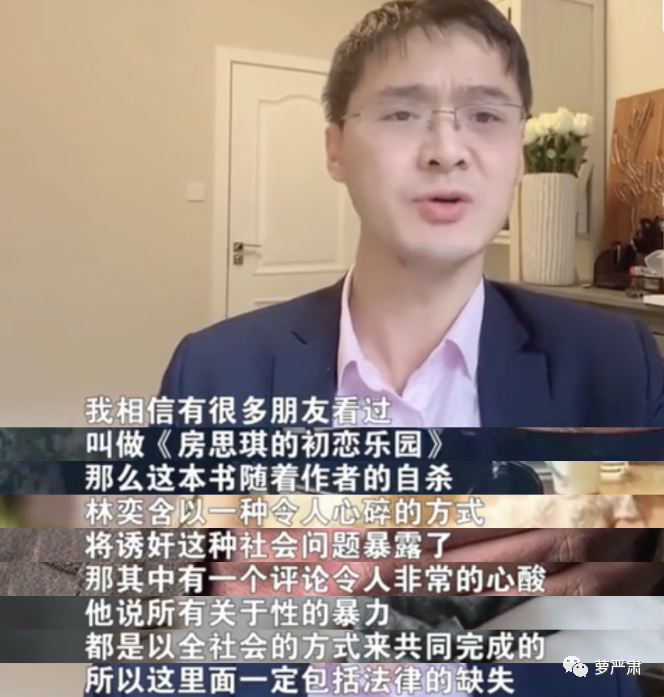 我相信有很多朋友看过
叫做《房思琪的初恋乐园》
那么这本书随着作者的自杀
林奕含以一种令人心碎的方式
将诱奸这种社会问题暴露了
那其中有一个评论令人非常的心酸
他说所有关于性的暴力
都是以全社会的方式来共同完成的
所以这里面一定包括法律的缺失
萝严肃